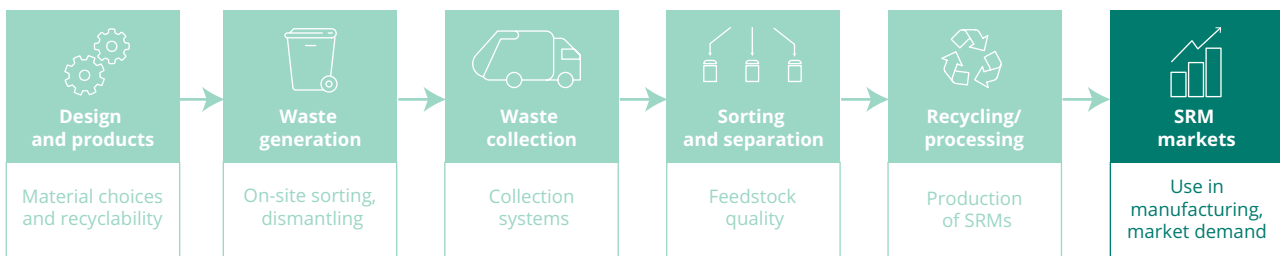 Design
and products
Material choices
and recyclability
Waste
generation
On-site sorting,
dismantling
Waste
collection
Collection
systems
Sorting
and separation
Feedstock
quality
Recycling/
processing
Production
of SRMs
SRM
markets
Use in
manufacturing,
market demand